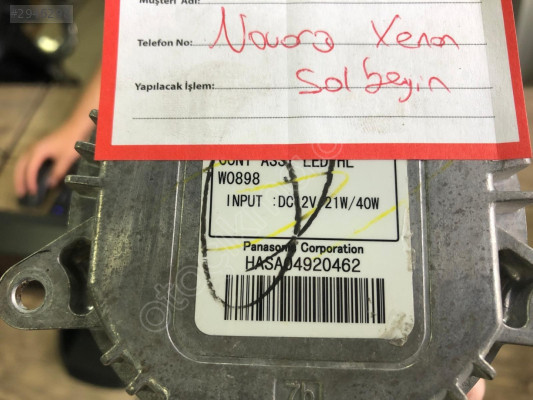 Müşteri Adı:
Telefon No: Navara Xenon
Yapılacak İşlem: Sol beyin
CONT ASSY LED HL
W0898
INPUT : DC12V/21W/40W
Panasonic Corporation
HASA04920462